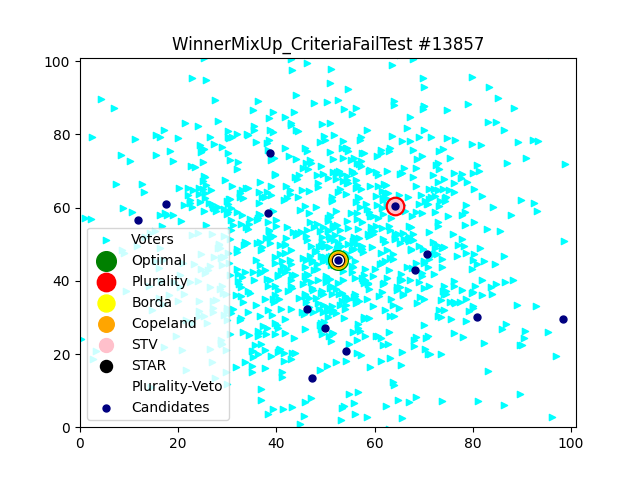 WinnerMixUp_CriteriaFailTest #13857
100
80
60
40
20
0
Voters
Optimal
Plurality
Borda
Copeland
STV
STAR
Plurality-Veto
Candidates
0 20 40 60 80 100